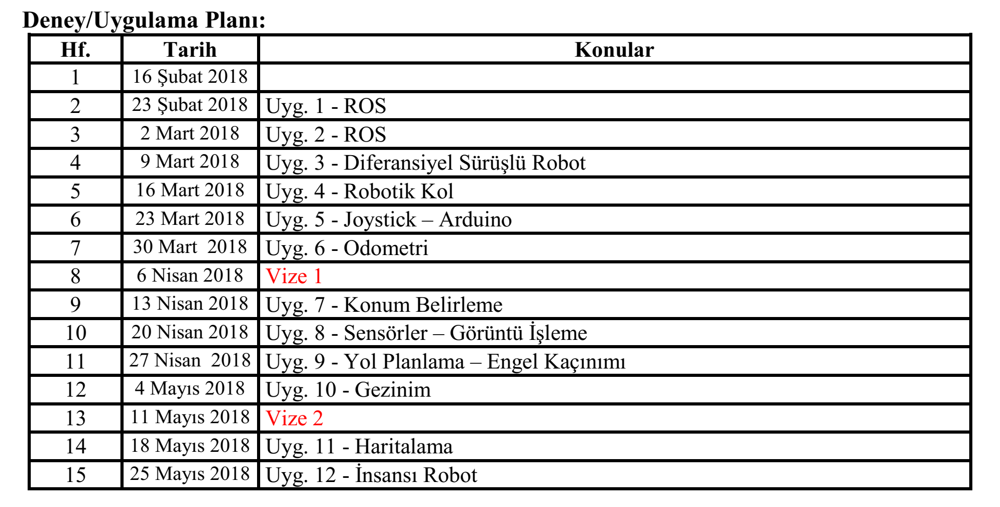 Deney/Uygulama Planı:
Hf. Tarih Konular
1 16 Şubat 2018
2 23 Şubat 2018 Uyg. 1 - ROS
3 2 Mart 2018 Uyg. 2 - ROS
4 9 Mart 2018 Uyg. 3 - Diferansiyel Sürüşlü Robot
5 16 Mart 2018 Uyg. 4 - Robotik Kol
6 23 Mart 2018 Uyg. 5 - Joystick – Arduino
7 30 Mart  2018 Uyg. 6 - Odometri
8 6 Nisan 2018 Vize 1
9 13 Nisan 2018 Uyg. 7 - Konum Belirleme
10 20 Nisan 2018 Uyg. 8 - Sensörler – Görüntü İşleme
11 27 Nisan  2018 Uyg. 9 - Yol Planlama – Engel Kaçınımı
12 4 Mayıs 2018 Uyg. 10 - Gezinim
13 11 Mayıs 2018 Vize 2
14 18 Mayıs 2018 Uyg. 11 - Haritalama
15 25 Mayıs 2018 Uyg. 12 - İnsansı Robot